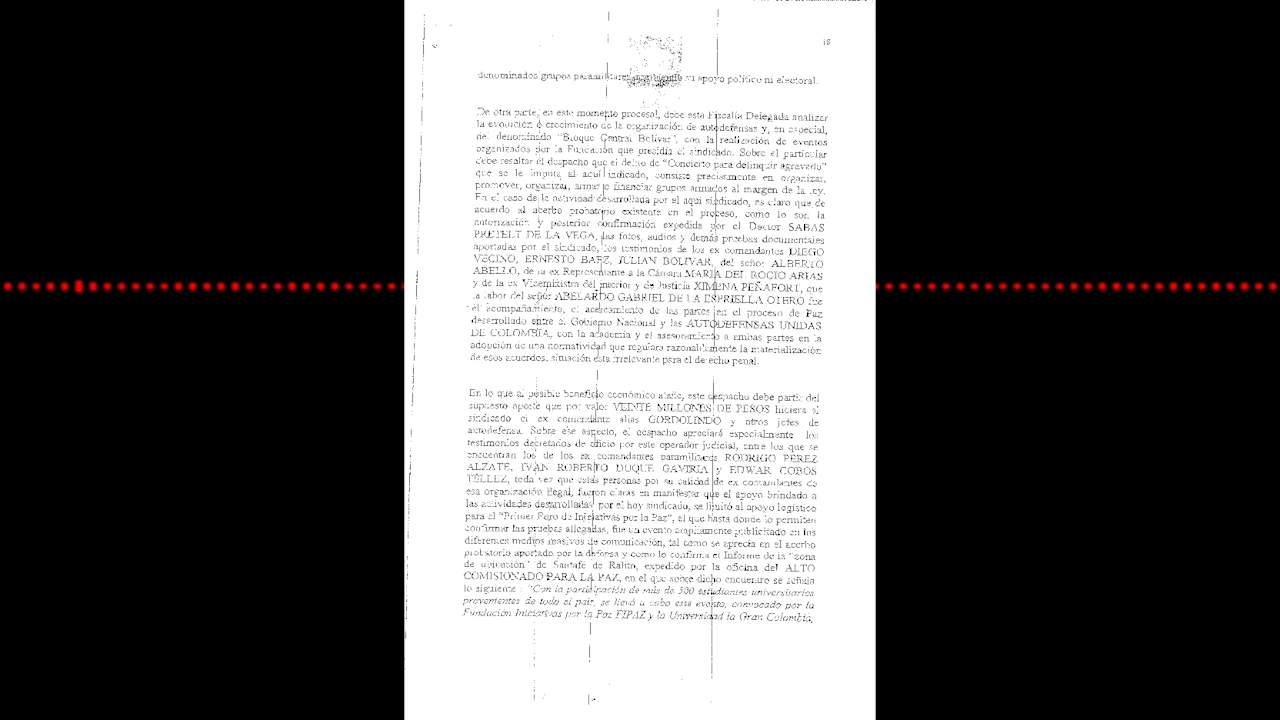 18
denominados grupos paramilitares su apoyo político ni electoral.
De otra parte, en este momento procesal, debe esta Fiscalía Delegada analizar
la evolución o crecimiento de la organización de autodefensas y, en especial,
del denominado "Bloque Central Bolívar", con la realización de eventos
organizados por la Fundación que presidía el sindicado. Sobre el particular
debe resaltar el despacho que el delito de "Concierto para delinquir agravado"
que se le imputa al aquí sindicado, consiste precisamente en organizar,
promover, organizar, armar o financiar grupos armados al margen de la ley.
En el caso de la actividad desarrollada por el aquí sindicado, es claro que de
acuerdo al acerbo probatorio existente en el proceso, como lo son la
autorización y posterior confirmación expedida por el Doctor SABAS
PRETELT DE LA VEGA, las fotos, audios y demás pruebas documentales
aportadas por el sindicado, los testimonios de los ex comandantes DIEGO
VECINO, ERNESTO BAEZ, JULIAN BOLIVAR, del señor ALBERTO
ABELLO, de la ex Representante a la Cámara MARIA DEL ROCIO ARIAS
y de la ex Viceministra del interior y de Justicia XIMENA PEÑAFORT, que
la labor del señor ABELARDO GABRIEL DE LA ESPRIELLA OTERO fue
el acompañamiento, el acercamiento de las partes en el proceso de Paz
desarrollado entre el Gobierno Nacional y las AUTODEFENSAS UNIDAS
DE COLOMBIA, con la academia y el asesoramiento a ambas partes en la
adopción de una normatividad que regulara razonablemente la materialización
de esos acuerdos, situación esta irrelevante para el derecho penal.
En lo que al posible beneficio económico atañe, este despacho debe partir del
supuesto aporte que por valor VEINTE MILLONES DE PESOS hiciera al
sindicado el ex comandante alias GORDOLINDO y otros jefes de
autodefensa. Sobre ese aspecto, el despacho apreciará especialmente los
testimonios decretados de oficio por este operador judicial, entre los que se
encuentran los de los ex comandantes paramilitares RODRIGO PEREZ
ALZATE, IVAN ROBERTO DUQUE GAVIRIA y EDWAR COBOS
TÉLLEZ, toda vez que estas personas por su calidad de ex comandantes de
esa organización ilegal, fueron claras en manifestar que el apoyo brindado a
las actividades desarrolladas por el hoy sindicado, se limitó al apoyo logístico
para el "Primer Foro de Iniciativas por la Paz", el que hasta donde lo permiten
confirmar las pruebas allegadas, fue un evento ampliamente publicitado en los
diferentes medios masivos de comunicación, tal como se aprecia en el acerbo
probatorio aportado por la defensa y como lo confirma el Informe de la "zona
de ubicación" de Santafé de Ralito, expedido por la oficina del ALTO
COMISIONADO PARA LA PAZ, en el que sobre dicho encuentro se señala
lo siguiente : "Con la participación de más de 500 estudiantes universitarios
provenientes de todo el país, se llevó a cabo este evento, convocado por la
Fundación Iniciativas por la Paz FIPAZ y la Universidad la Gran Colombia,